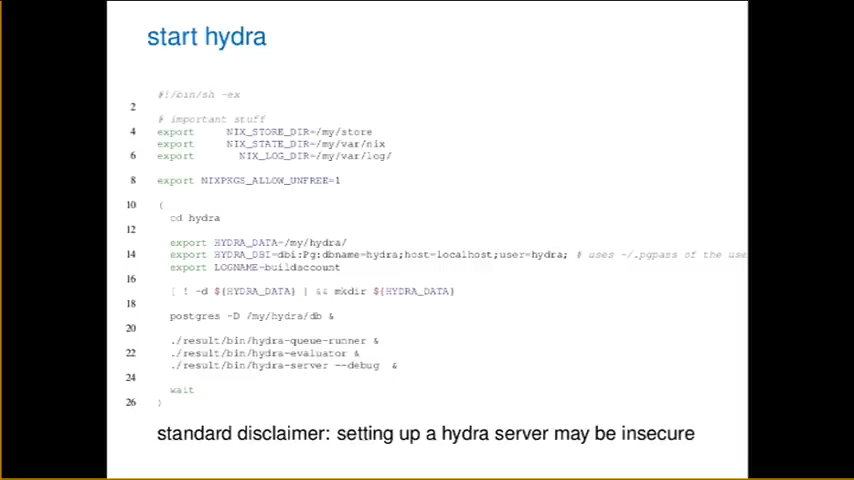 start hydra
#!/bin/sh -ex
2
# important stuff
4 export NIX_STORE_DIR=/my/store
export NIX_STATE_DIR=/my/var/nix
6 export NIX_LOG_DIR=/my/var/log/
8 export NIXPKGS_ALLOW_UNFREE=1
10 (
cd hydra
12
export HYDRA_DATA=/my/hydra/
14 export HYDRA_DBI=dbi:Pg:dbname=hydra;host=localhost;user=hydra; # uses ~/.pgpass of the use
export LOGNAME=buildaccount
16
[ ! -d ${HYDRA_DATA} ] && mkdir ${HYDRA_DATA}
18
postgres -D /my/hydra/db &
20
./result/bin/hydra-queue-runner &
22 ./result/bin/hydra-evaluator &
./result/bin/hydra-server --debug &
24
wait
26 )
standard disclaimer: setting up a hydra server may be insecure